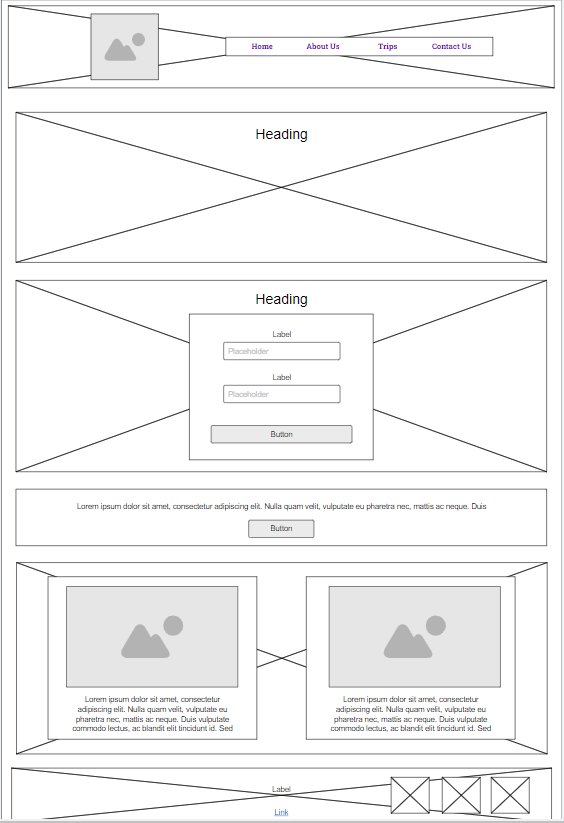 Home About Us Trips Contact Us
Heading
Heading
Label
Placeholder
Label
Placeholder
Button
Lorem ipsum dolor sit amet, consectetur adipiscing elit. Nulla quam velit, vulputate eu pharetra nec, mattis ac neque. Duis
Button
Lorem ipsum dolor sit amet, consectetur
adipiscing elit. Nulla quam velit, vulputate eu
pharetra nec, mattis ac neque. Duis vulputate
commodo lectus, ac blandit elit tincidunt id. Sed
Lorem ipsum dolor sit amet, consectetur
adipiscing elit. Nulla quam velit, vulputate eu
pharetra nec, mattis ac neque. Duis vulputate
commodo lectus, ac blandit elit tincidunt id. Sed
Label
Link